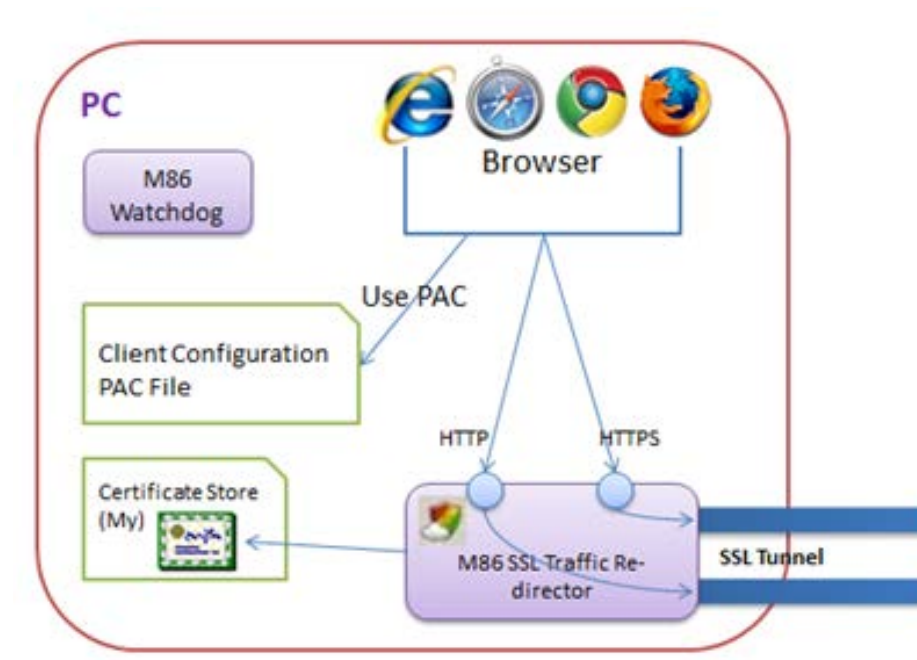 PC
Browser
M86
Watchdog
Use PAC
Client Configuration
PAC File
HTTP
HTTPS
Certificate Store
(My)
M86 SSL Traffic Re-
director
SSL Tunnel